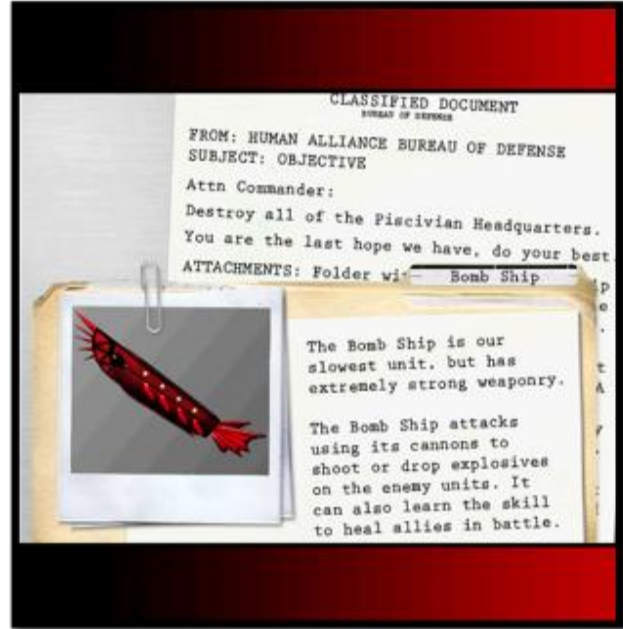 CLASSIFIED DOCUMENT
BUREAU OF DEFENSE
FROM: HUMAN ALLIANCE BUREAU OF DEFENSE
SUBJECT: OBJECTIVE
Attn Commander:
Destroy all of the Piscivian Headquarters.
You are the last hope we have, do your best.
ATTACHMENTS: Folder wi
Bomb Ship
The Bomb Ship is our
slowest unit, but has
extremely strong weaponry.
The Bomb Ship attacks
using its cannons to
shoot or drop explosives
on the enemy units. It
can also learn the skill
to heal allies in battle.